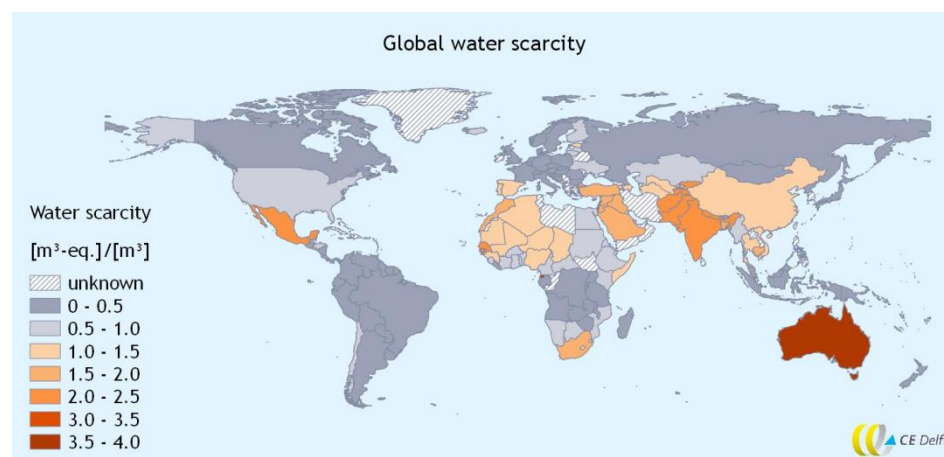 Global water scarcity
Water scarcity
[m³-eq.]/[m³]
unknown
0 - 0.5
0.5 - 1.0
1.0 - 1.5
1.5 - 2.0
2.0 - 2.5
3.0 - 3.5
3.5 - 4.0
CE Delf